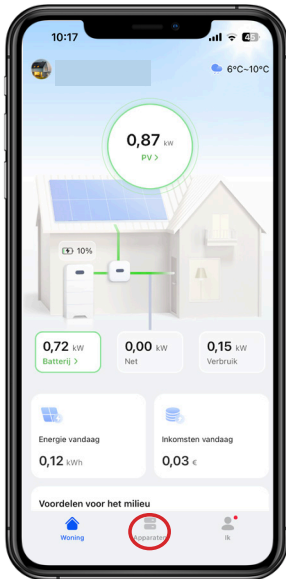 10:17
45
6°C~10°C
0,87 kW
PV >
10%
0,72 kW
Batterij >
0,00 kW
Net
0,15 kW
Verbruik
Energie vandaag
0,12 kWh
Inkomsten vandaag
0,03 €
Voordelen voor het milieu
Woning
Apparaten
Ik